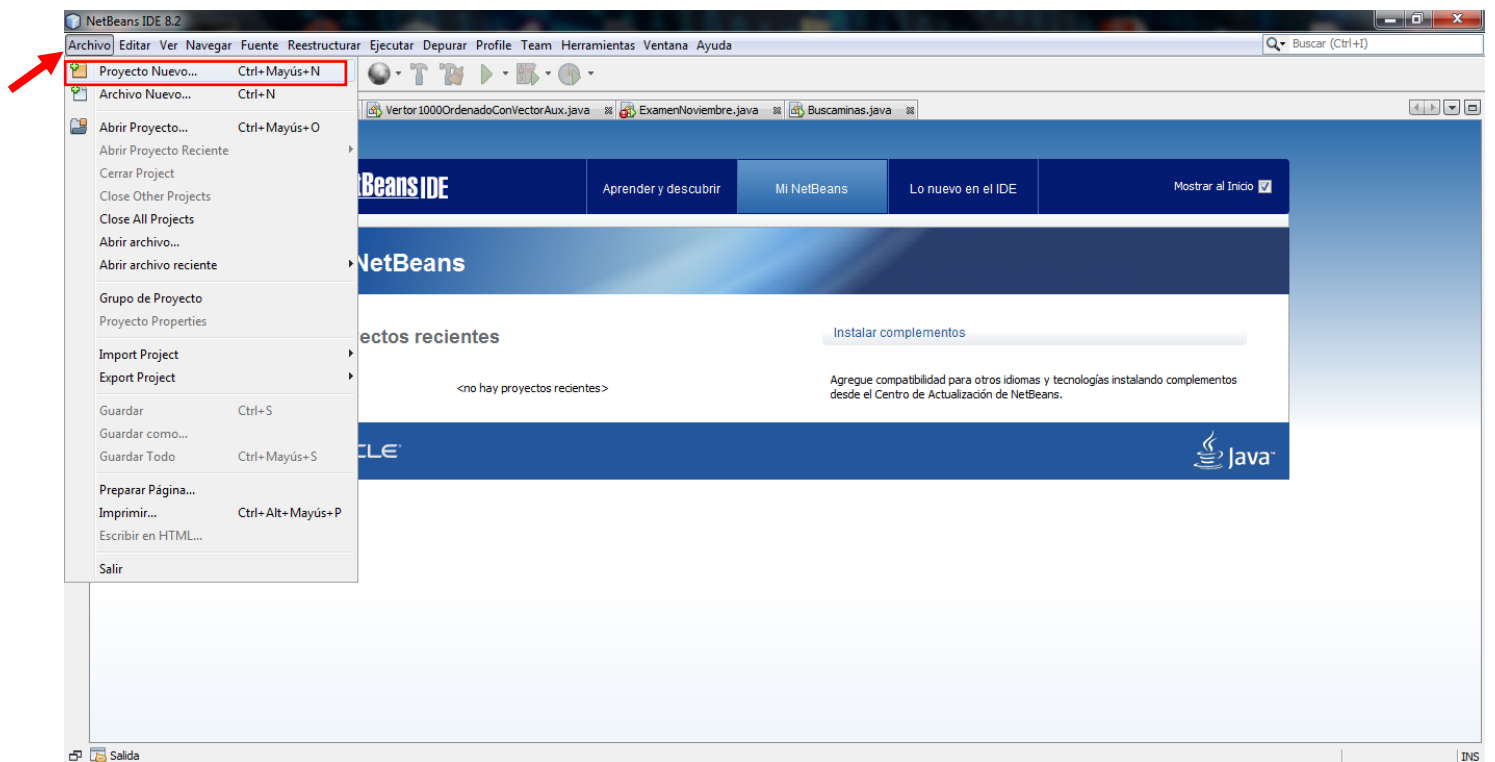 NetBeans IDE 8.2
Archivo Editar Ver Navegar Fuente Reestructurar Ejecutar Depurar Profile Team Herramientas Ventana Ayuda
Buscar (Ctrl+I)
Proyecto Nuevo... Ctrl+Mayús+N
Archivo Nuevo... Ctrl+N
Abrir Proyecto... Ctrl+Mayús+O
Abrir Proyecto Reciente
Cerrar Project
Close Other Projects
Close All Projects
Abrir archivo...
Abrir archivo reciente
Grupo de Proyecto
Proyecto Properties
Import Project
Export Project
Guardar Ctrl+S
Guardar como...
Guardar Todo Ctrl+Mayús+S
Preparar Página...
Imprimir... Ctrl+Alt+Mayús+P
Escribir en HTML...
Salir
Vertor1000OrdenadoConVectorAux.java
ExamenNoviembre.java
Buscaminas.java
tBeans IDE
Aprender y descubrir
Mi NetBeans
Lo nuevo en el IDE
Mostrar al Inicio
NetBeans
ectos recientes
<no hay proyectos recientes>
Instalar complementos
Agregue compatibilidad para otros idiomas y tecnologías instalando complementos
desde el Centro de Actualización de NetBeans.
CLE
Java
Salida
INS